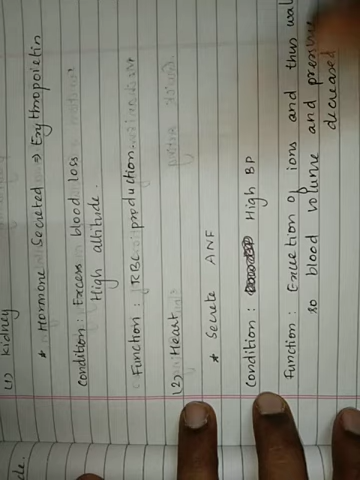 (1) Kidney
* Hormone Secreted ⇒ Erythropoietin
Condition : Excess blood loss
High altitude.
Function : RBC production.
(2) Heart
* Secrete ANF
Condition : High BP
Function : Excretion of ions and thus
so blood volume and pressure
decreased